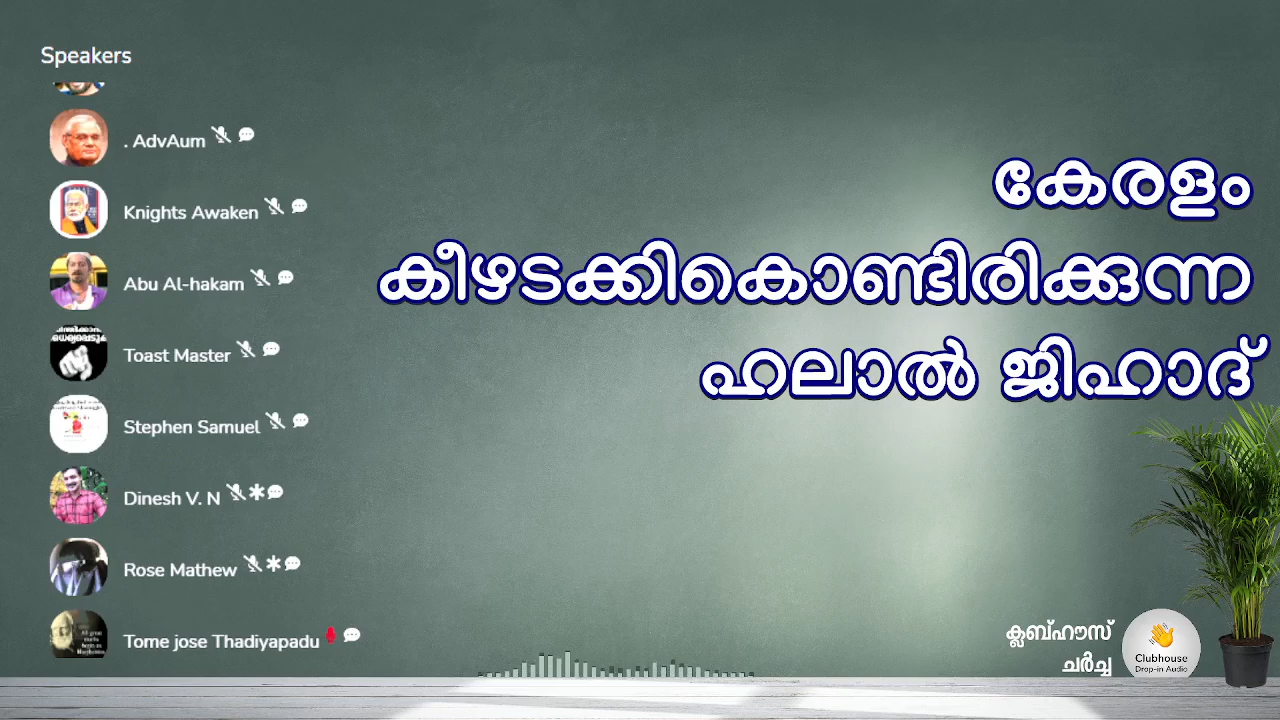 Speakers
. AdvAum
Knights Awaken
Abu Al-hakam
Toast Master
Stephen Samuel
Dinesh V. N
Rose Mathew
Tome jose Thadiyapadu
കേരളം
കീഴടക്കികൊണ്ടിരിക്കുന്ന
ഹലാൽ ജിഹാദ്
ക്ലബ്ഹൗസ്
ചർച്ച
Clubhouse
Drop-in Audio